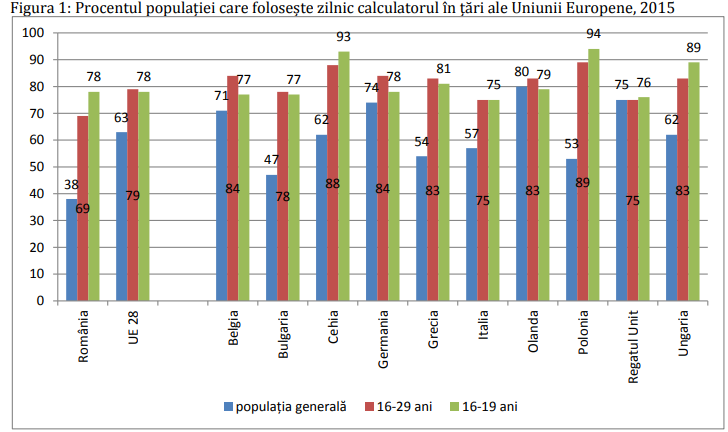 Figura 1: Procentul populației care folosește zilnic calculatorul în țări ale Uniunii Europene, 2015
100
90
80
70
60
50
40
30
20
10
0
38
69
78
63
79
78
71
84
77
47
78
77
62
88
93
74
84
78
54
83
81
57
75
75
80
83
79
53
89
94
75
75
76
62
83
89
România
UE 28
Belgia
Bulgaria
Cehia
Germania
Grecia
Italia
Olanda
Polonia
Regatul Unit
Ungaria
populația generală
16-29 ani
16-19 ani